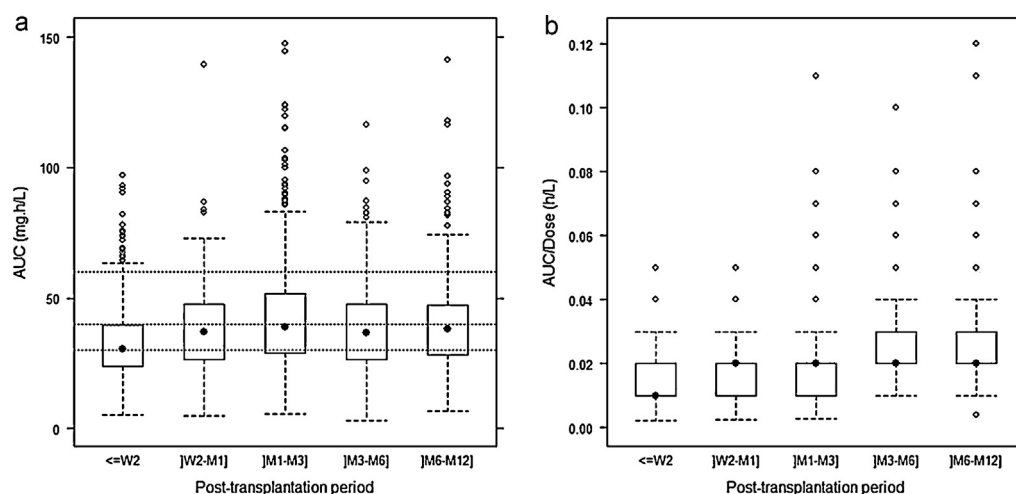 a
150
100
50
0
AUC (mg.h/L)
<=W2 ]W2-M1] ]M1-M3] ]M3-M6] ]M6-M12]
Post-transplantation period
b
0.12
0.10
0.08
0.06
0.04
0.02
0.00
AUC/Dose (h/L)
<=W2 ]W2-M1] ]M1-M3] ]M3-M6] ]M6-M12]
Post-transplantation period